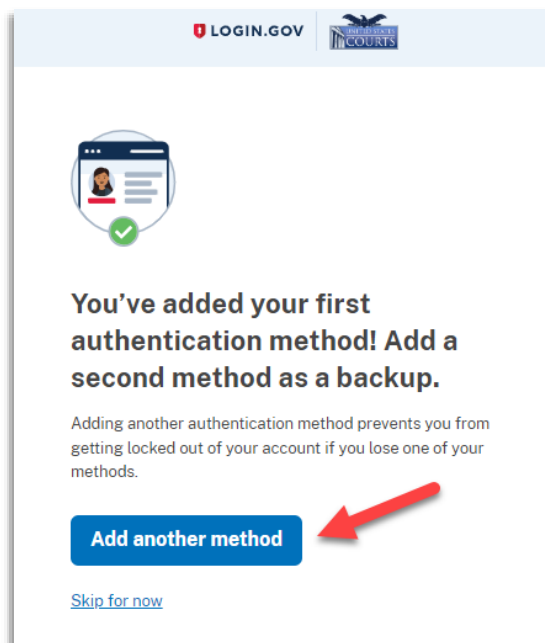 LOGIN.GOV
UNITED STATES
COURTS
You’ve added your first
authentication method! Add a
second method as a backup.
Adding another authentication method prevents you from
getting locked out of your account if you lose one of your
methods.
Add another method
Skip for now